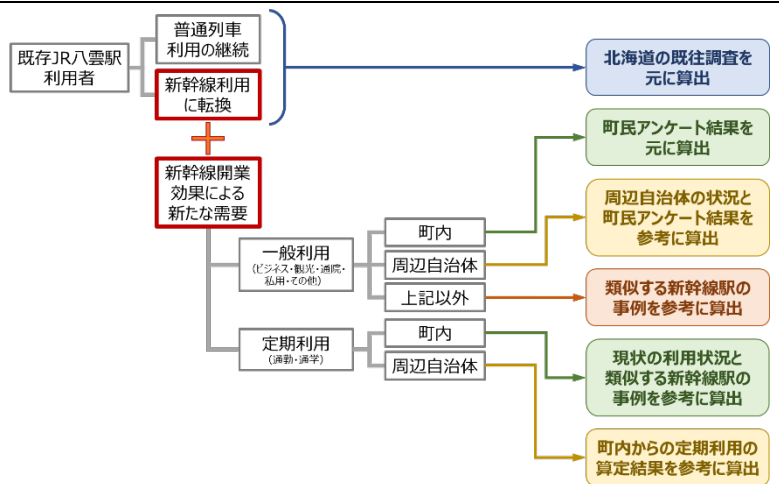 既存JR八雲駅
利用者
普通列車
利用の継続
新幹線利用
に転換
新幹線開業
効果による
新たな需要
一般利用
(ビジネス・観光・通院・
私用・その他)
町内
周辺自治体
上記以外
定期利用
(通勤・通学)
町内
周辺自治体
北海道の既往調査を
元に算出
町民アンケート結果を
元に算出
周辺自治体の状況と
町民アンケート結果を
参考に算出
類似する新幹線駅の
事例を参考に算出
現状の利用状況と
類似する新幹線駅の
事例を参考に算出
町内からの定期利用の
算定結果を参考に算出